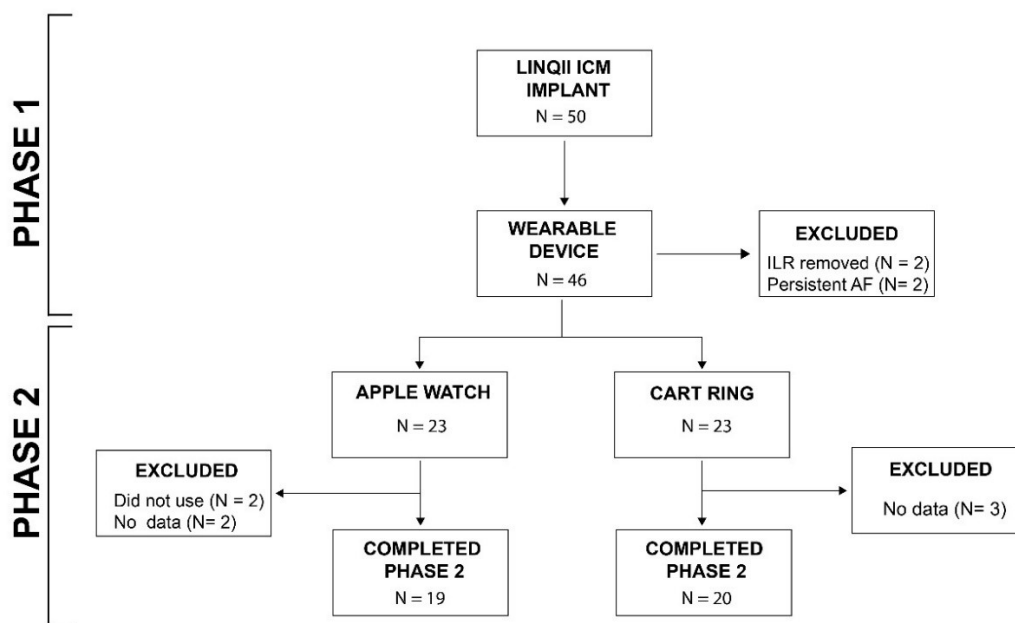 PHASE 1
LINQII ICM
IMPLANT
N = 50
WEARABLE
DEVICE
N = 46
EXCLUDED
ILR removed (N = 2)
Persistent AF (N= 2)
PHASE 2
APPLE WATCH
N = 23
CART RING
N = 23
EXCLUDED
Did not use (N = 2)
No data (N= 2)
EXCLUDED
No data (N= 3)
COMPLETED
PHASE 2
N = 19
COMPLETED
PHASE 2
N = 20